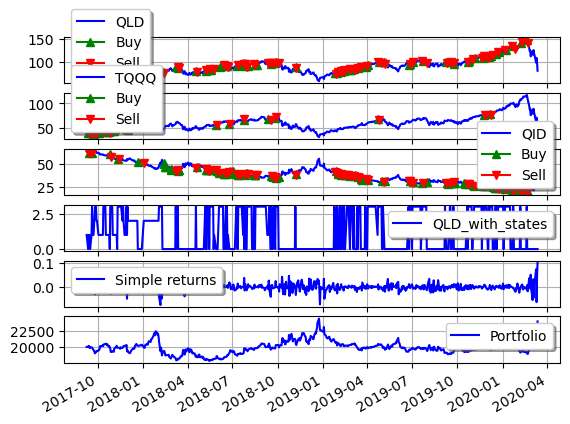 QLD
Buy
Sell
150
100
TQQQ
Buy
Sell
100
50
QID
Buy
Sell
50
25
QLD_with_states
2.5
0.0
Simple returns
0.1
0.0
Portfolio
22500
20000
2017-10
2018-01
2018-04
2018-07
2018-10
2019-01
2019-04
2019-07
2019-10
2020-01
2020-04